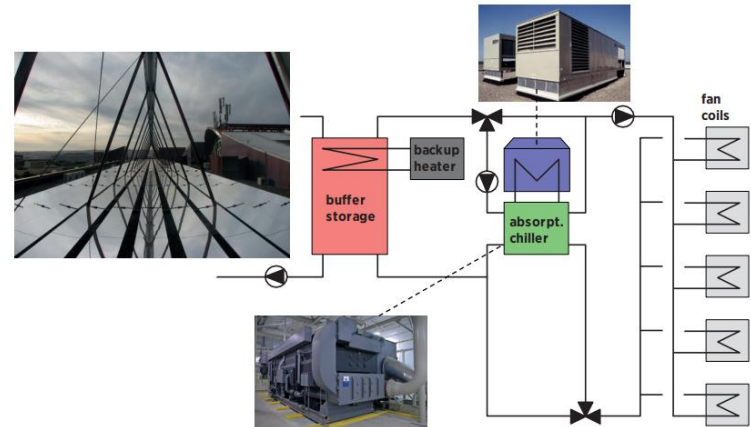 fan
coils
backup
heater
buffer
storage
absorpt.
chiller